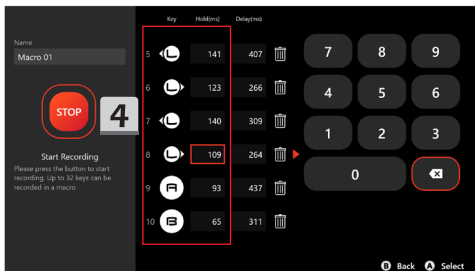 Key Hold(ms) Delay(ms)
Name
Macro 01
STOP
4
Start Recording
Please press the button to start
recording. Up to 32 keys can be
recorded in a macro
5 L 141 407
6 L 123 266
7 L 140 309
8 L 109 264
9 A 93 437
10 B 65 311
7 8 9
4 5 6
1 2 3
0
B Back A Select